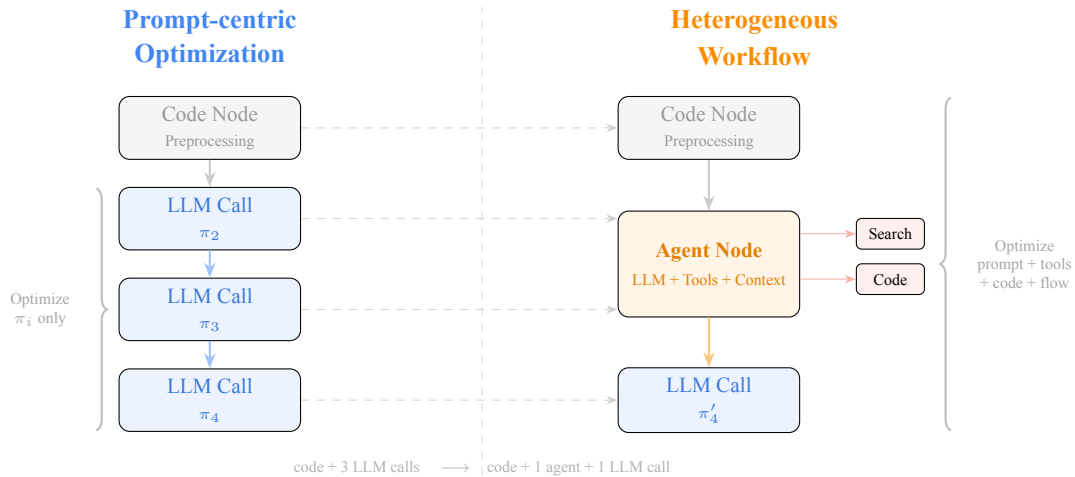 Prompt-centric
Optimization
Code Node
Preprocessing
LLM Call
π₂
LLM Call
π₃
LLM Call
π₄
Optimize
πᵢ only
Heterogeneous
Workflow
Code Node
Preprocessing
Agent Node
LLM + Tools + Context
Search
Code
LLM Call
π′₄
Optimize
prompt + tools
+ code + flow
code + 3 LLM calls ⟶ code + 1 agent + 1 LLM call